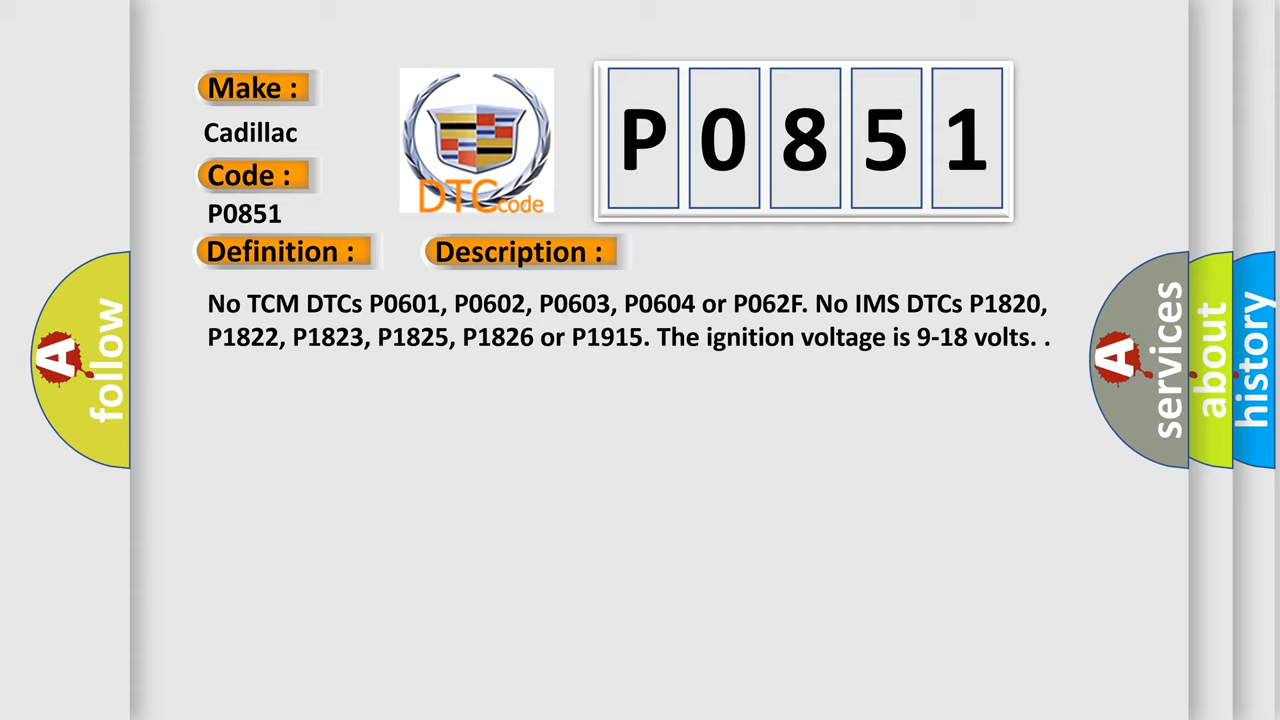 Make :
Cadillac
Code :
P0851
Definition :
Description :
DTC code
P 0 8 5 1
No TCM DTCs P0601, P0602, P0603, P0604 or P062F. No IMS DTCs P1820,
P1822, P1823, P1825, P1826 or P1915. The ignition voltage is 9-18 volts. .
A follow
A services
about
history